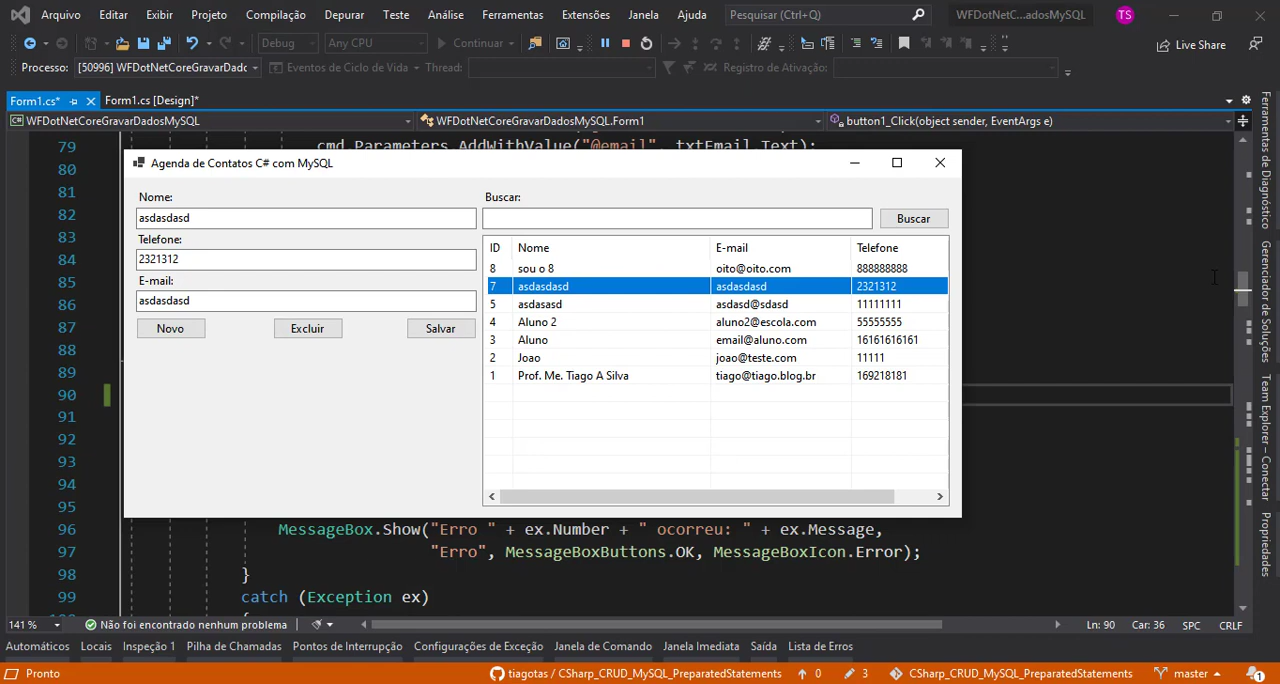 Arquivo Editar Exibir Projeto Compilação Depurar Teste Análise Ferramentas Extensões Janela Ajuda Pesquisar (Ctrl+Q) WFDotNetC...adosMySQL TS
Debug Any CPU Continuar Live Share
Processo: [50996] WFDotNetCoreGravarDado Eventos de Ciclo de Vida Thread: Registro de Ativação:
Form1.cs* Form1.cs [Design]*
WFDotNetCoreGravarDadosMySQL WFDotNetCoreGravarDadosMySQL.Form1 button1_Click(object sender, EventArgs e)
79 cmd.Parameters.AddWithValue("@email", txtEmail.Text);
80
81
82
83
84
85
86
87
88
89
90
91
92
93
94
95
96 MessageBox.Show("Erro " + ex.Number + " ocorreu: " + ex.Message,
97 "Erro", MessageBoxButtons.OK, MessageBoxIcon.Error);
98 }
99 catch (Exception ex)
Agenda de Contatos C# com MySQL
Nome:
asdasdasd
Telefone:
2321312
E-mail:
asdasdasd
Novo Excluir Salvar
Buscar:
Buscar
ID Nome E-mail Telefone
8 sou o 8 oito@oito.com 888888888
7 asdasdasd asdasdasd 2321312
5 asdasasd asdasd@sdasd 11111111
4 Aluno 2 aluno2@escola.com 55555555
3 Aluno email@aluno.com 16161616161
2 Joao joao@teste.com 11111
1 Prof. Me. Tiago A Silva tiago@tiago.blog.br 169218181
Ferramentas de Diagnóstico
Gerenciador de Soluções
Team Explorer – Conectar
Propriedades
141 % Não foi encontrado nenhum problema Ln: 90 Car: 36 SPC CRLF
Automáticos Locais Inspeção 1 Pilha de Chamadas Pontos de Interrupção Configurações de Exceção Janela de Comando Janela Imediata Saída Lista de Erros
Pronto tiagotas / CSharp_CRUD_MySQL_PreparatedStatements 0 3 CSharp_CRUD_MySQL_PreparatedStatements master 1